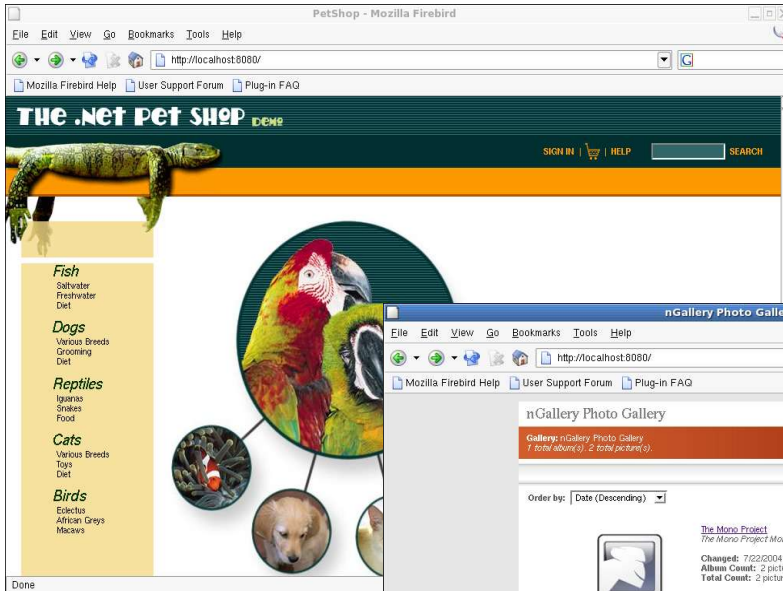 PetShop - Mozilla Firebird
File Edit View Go Bookmarks Tools Help
http://localhost:8080/
G
Mozilla Firebird Help User Support Forum Plug-in FAQ
THE .NET PET SHOP DEMO
SIGN IN | | HELP SEARCH
Fish
Saltwater
Freshwater
Diet
Dogs
Various Breeds
Grooming
Diet
Reptiles
Iguanas
Snakes
Food
Cats
Various Breeds
Toys
Diet
Birds
Eclectus
African Greys
Macaws
Done
nGallery Photo Galle
File Edit View Go Bookmarks Tools Help
http://localhost:8080/
Mozilla Firebird Help User Support Forum Plug-in FAQ
nGallery Photo Gallery
Gallery: nGallery Photo Gallery
1 total album(s), 2 total picture(s).
Order by: Date (Descending)
The Mono Project
The Mono Project Mo
Changed: 7/22/2004
Album Count: 2 pict
Total Count: 2 pictur